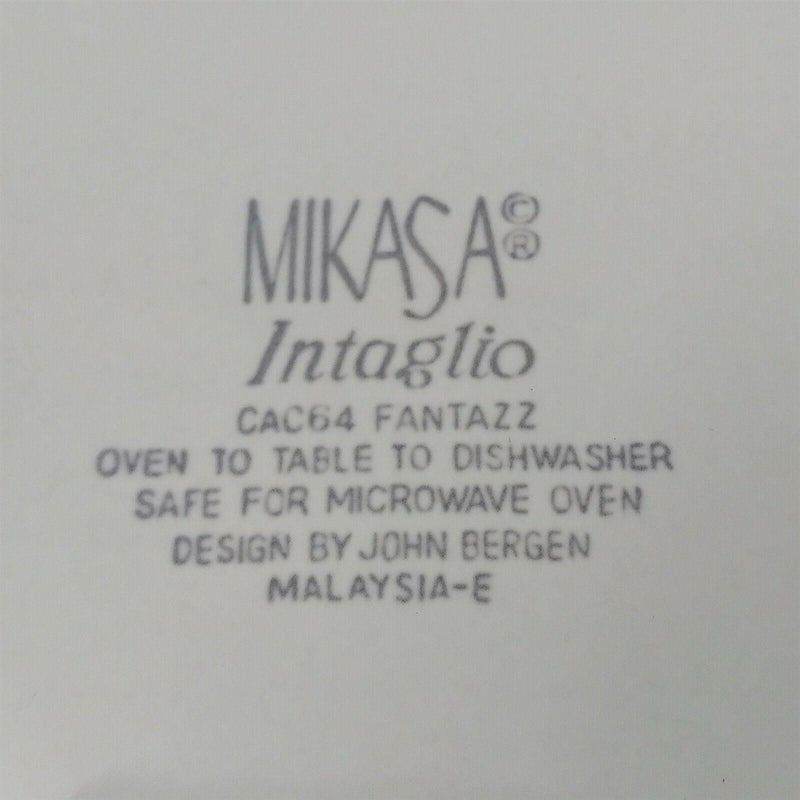 MIKASA©®
Intaglio
CAC64 FANTAZZ
OVEN TO TABLE TO DISHWASHER
SAFE FOR MICROWAVE OVEN
DESIGN BY JOHN BERGEN
MALAYSIA-E